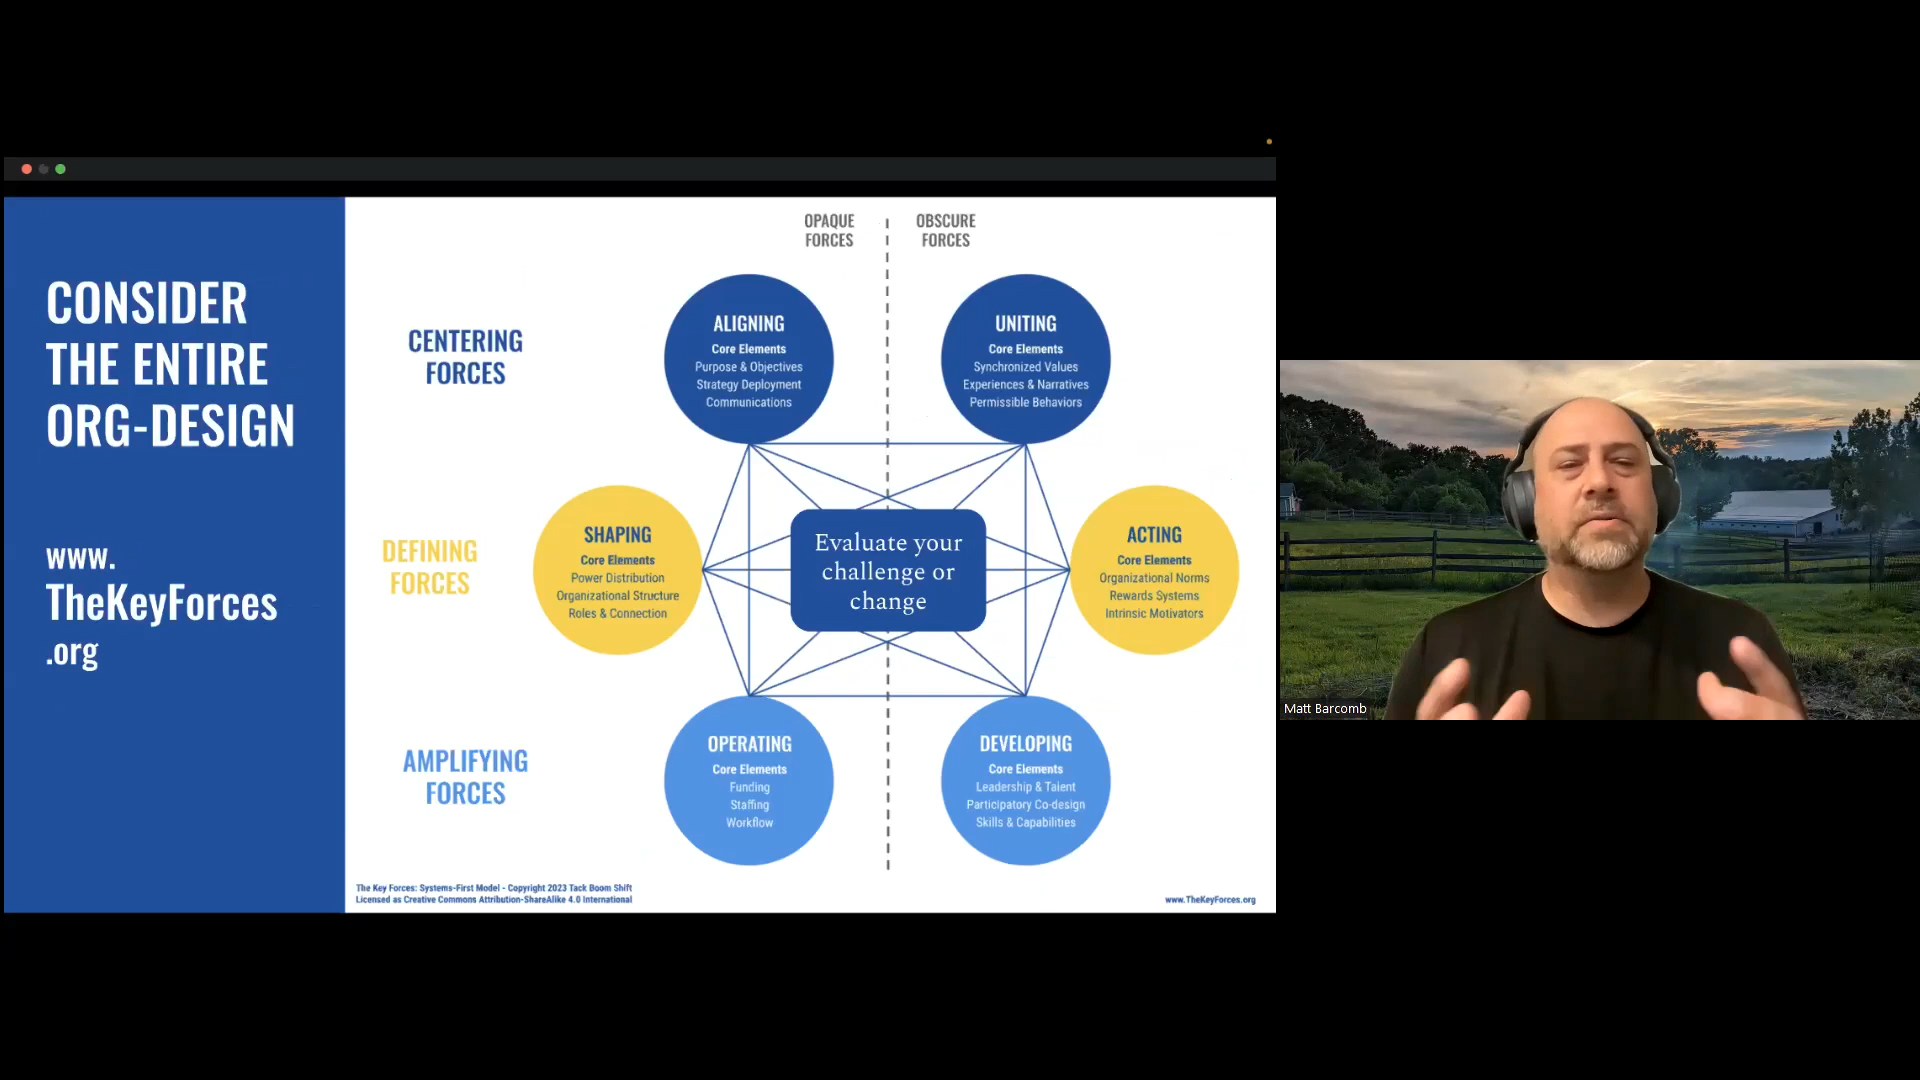 CONSIDER
THE ENTIRE
ORG-DESIGN
www.
TheKeyForces
.org
OPAQUE
FORCES
OBSCURE
FORCES
CENTERING
FORCES
ALIGNING
Core Elements
Purpose & Objectives
Strategy Deployment
Communications
UNITING
Core Elements
Synchronized Values
Experiences & Narratives
Permissible Behaviors
DEFINING
FORCES
SHAPING
Core Elements
Power Distribution
Organizational Structure
Roles & Connection
Evaluate your
challenge or
change
ACTING
Core Elements
Organizational Norms
Rewards Systems
Intrinsic Motivators
AMPLIFYING
FORCES
OPERATING
Core Elements
Funding
Staffing
Workflow
DEVELOPING
Core Elements
Leadership & Talent
Participatory Co-design
Skills & Capabilities
The Key Forces: Systems-First Model - Copyright 2023 Tack Boom Shift
Licensed as Creative Commons Attribution-ShareAlike 4.0 International
www.TheKeyForces.org
Matt Barcomb